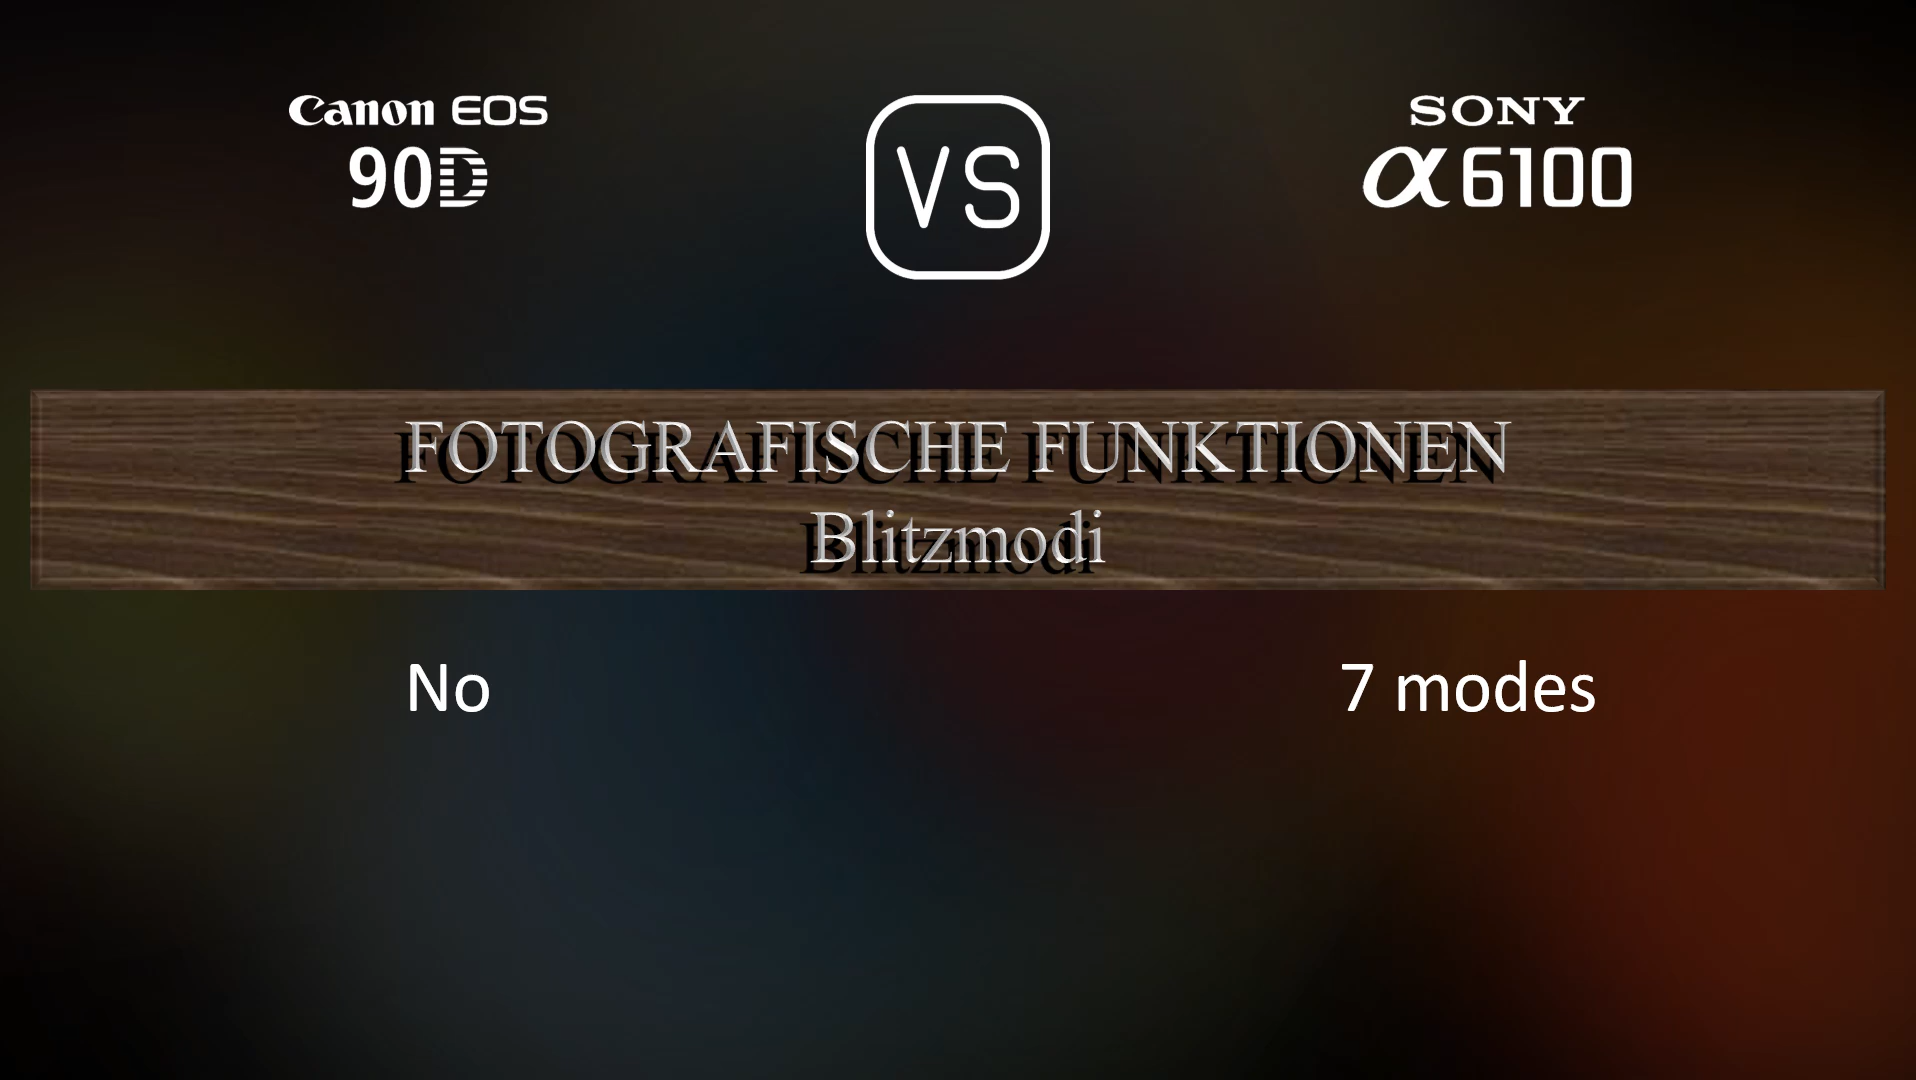 Canon EOS
90D
VS
SONY
α6100
FOTOGRAFISCHE FUNKTIONEN
Blitzmodi
No
7 modes